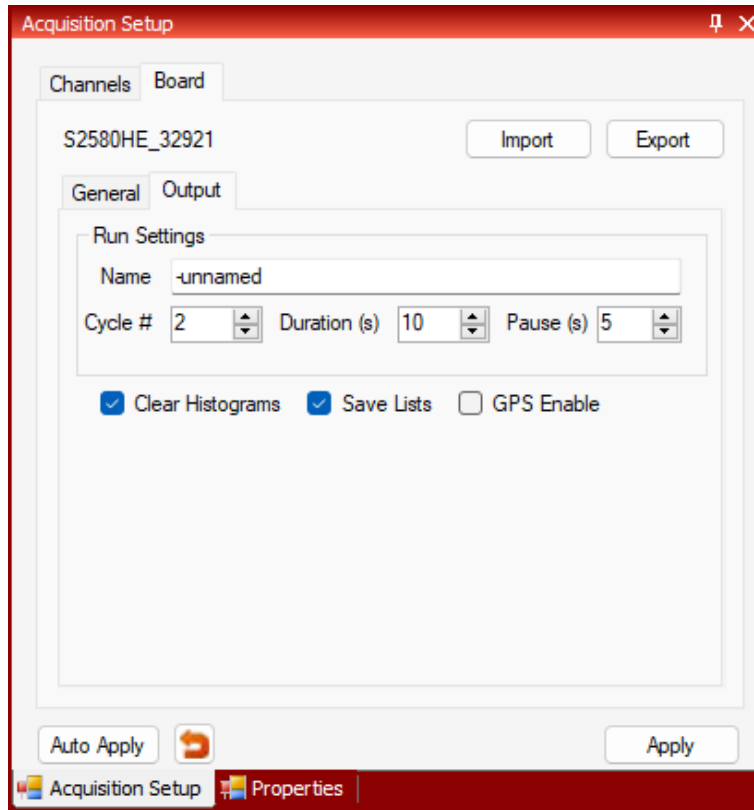 Acquisition Setup
Channels Board
S2580HE_32921 Import Export
General Output
Run Settings
Name -unnamed
Cycle # 2 Duration (s) 10 Pause (s) 5
Clear Histograms Save Lists GPS Enable
Auto Apply Apply
Acquisition Setup Properties